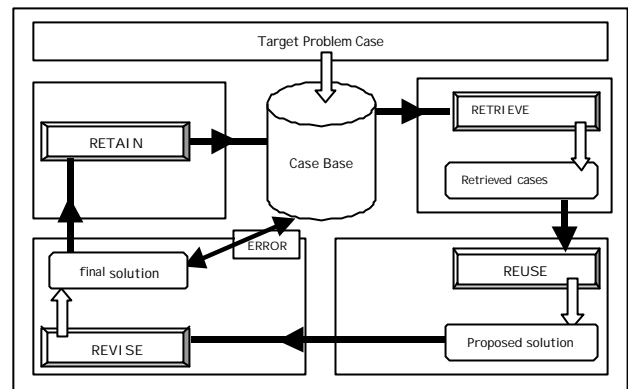 Target Problem Case
RETRIEVE
RETAIN
Case Base
Retrieved cases
ERROR
final solution
REUSE
REVISE
Proposed solution